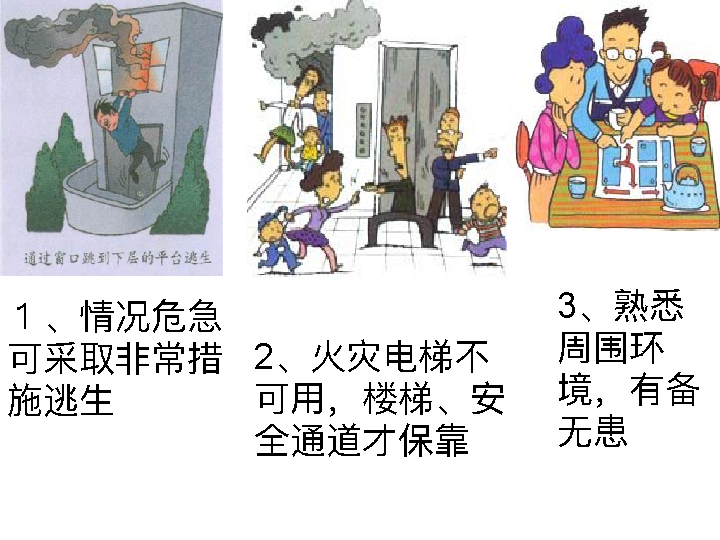 通过窗口跳到下层的平台逃生
１、情况危急
可采取非常措
施逃生
2、火灾电梯不
可用，楼梯、安
全通道才保靠
3、熟悉
周围环
境，有备
无患